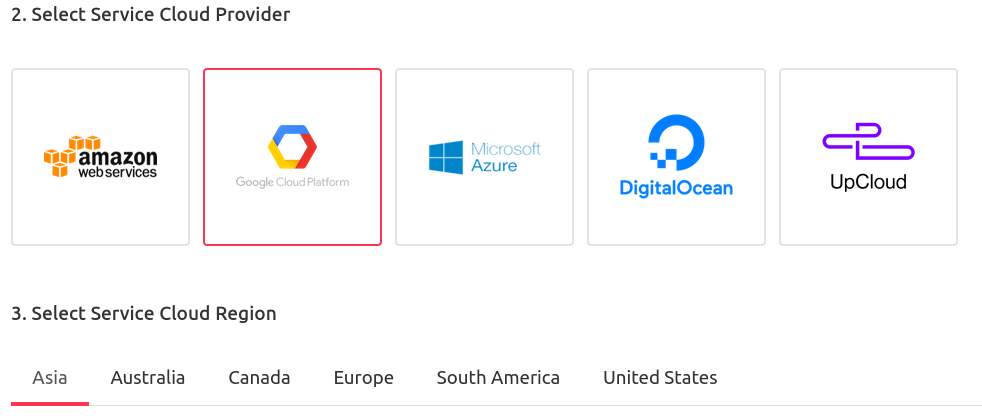 2. Select Service Cloud Provider
amazon
web services
Google Cloud Platform
Microsoft
Azure
DigitalOcean
UpCloud
3. Select Service Cloud Region
Asia Australia Canada Europe South America United States